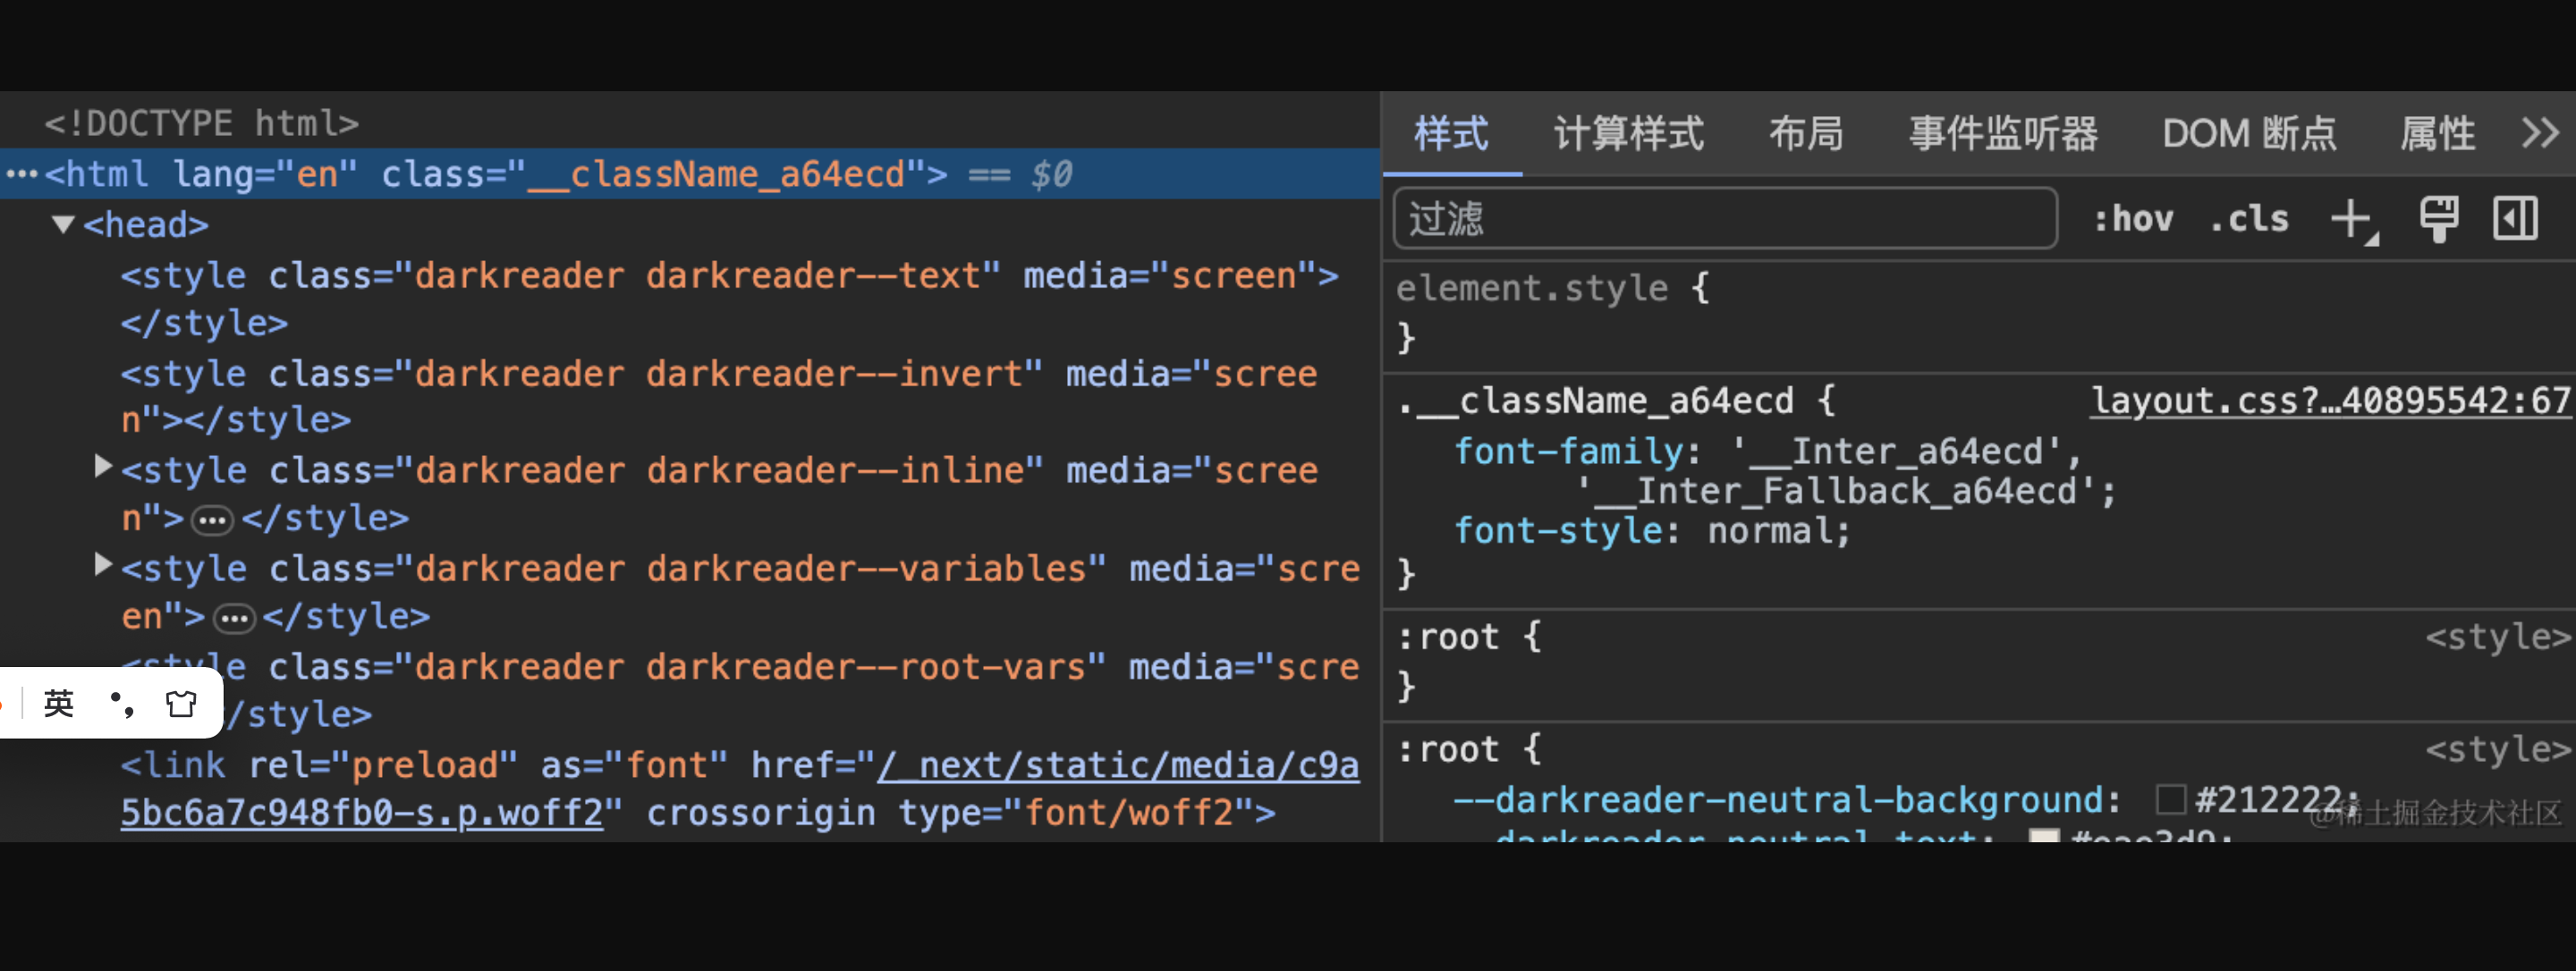 <!DOCTYPE html>
<html lang="en" class="__className_a64ecd"> == $0
<head>
<style class="darkreader darkreader--text" media="screen">
</style>
<style class="darkreader darkreader--invert" media="scree
n"></style>
<style class="darkreader darkreader--inline" media="scree
n">…</style>
<style class="darkreader darkreader--variables" media="scre
en">…</style>
<style class="darkreader darkreader--root-vars" media="scre
/style>
<link rel="preload" as="font" href="/_next/static/media/c9a
5bc6a7c948fb0-s.p.woff2" crossorigin type="font/woff2">
英
样式 计算样式 布局 事件监听器 DOM 断点 属性
过滤 :hov .cls
element.style {
}
.__className_a64ecd { layout.css?…40895542:67
font-family: '__Inter_a64ecd',
'__Inter_Fallback_a64ecd';
font-style: normal;
}
:root { <style>
}
:root { <style>
--darkreader-neutral-background: #212222;
--darkreader-neutral-text: #eae3d9;
@稀土掘金技术社区